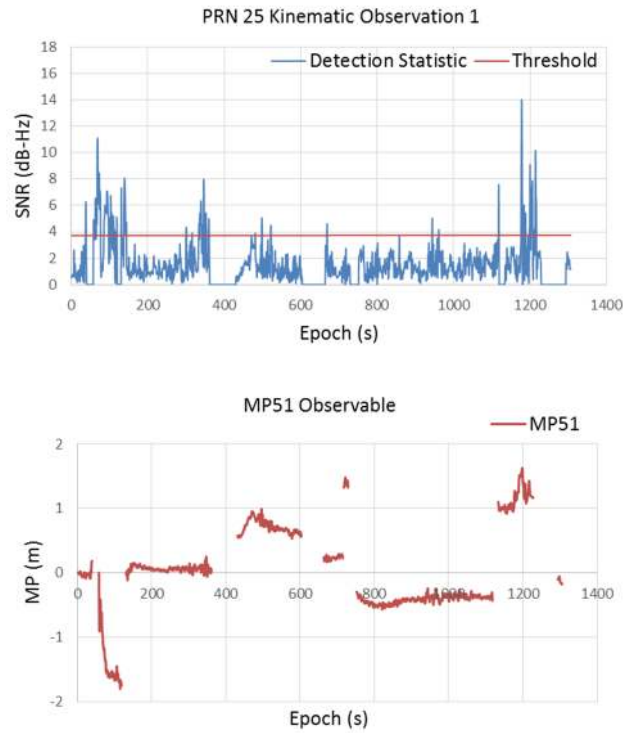 PRN 25 Kinematic Observation 1
Detection Statistic Threshold
18
16
14
12
10
8
6
4
2
0
SNR (dB-Hz)
0 200 400 600 800 1000 1200 1400
Epoch (s)
MP51 Observable
MP51
2
1
0
-1
-2
MP (m)
0 200 400 600 800 1000 1200 1400
Epoch (s)